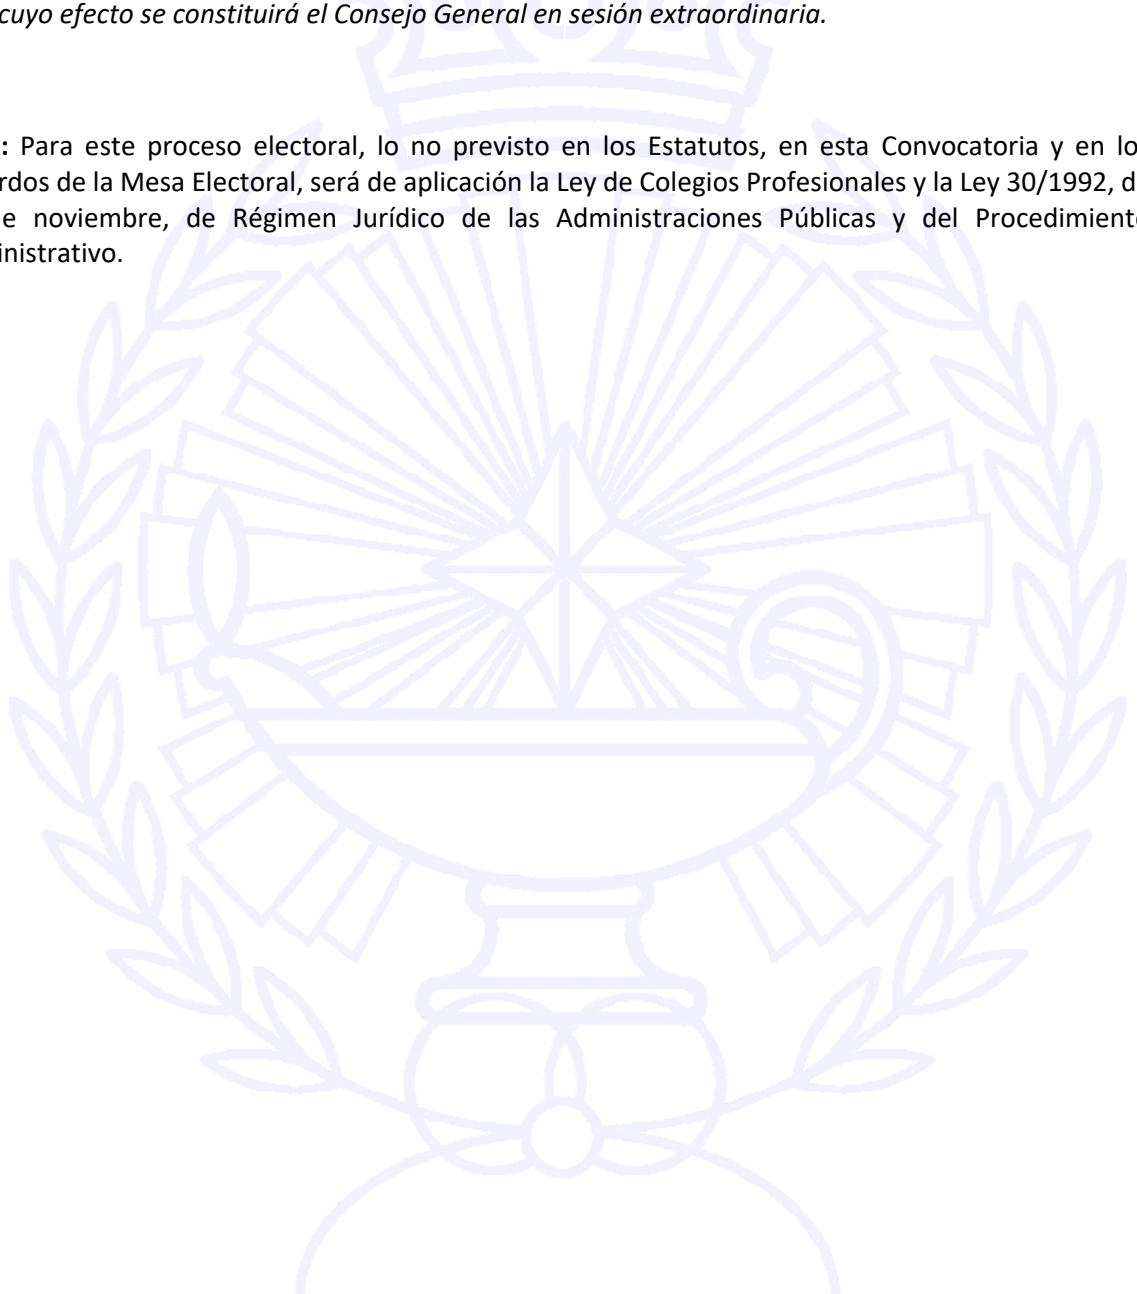 cuyo efecto se constituirá el Consejo General en sesión extraordinaria.
: Para este proceso electoral, lo no previsto en los Estatutos, en esta Convocatoria y en lo
rdos de la Mesa Electoral, será de aplicación la Ley de Colegios Profesionales y la Ley 30/1992, d
e noviembre, de Régimen Jurídico de las Administraciones Públicas y del Procedimiento
inistrativo.